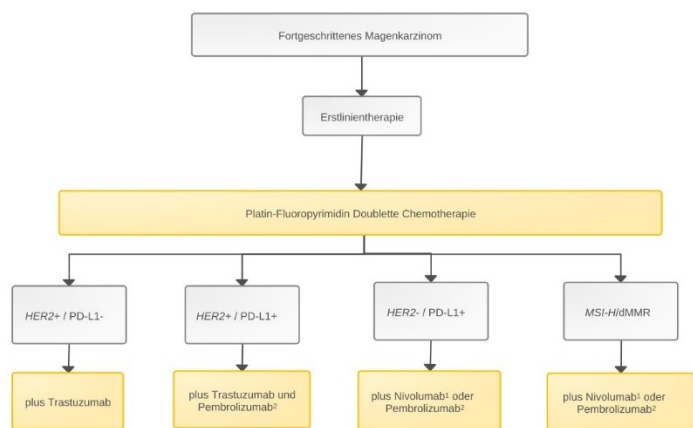 Fortgeschrittenes Magenkarzinom
Erstlinientherapie
Platin-Fluoropyrimidin Doublette Chemotherapie
HER2+ / PD-L1-
HER2+ / PD-L1+
HER2- / PD-L1+
MSI-H/dMMR
plus Trastuzumab
plus Trastuzumab und
Pembrolizumab²
plus Nivolumab¹ oder
Pembrolizumab²
plus Nivolumab¹ oder
Pembrolizumab²